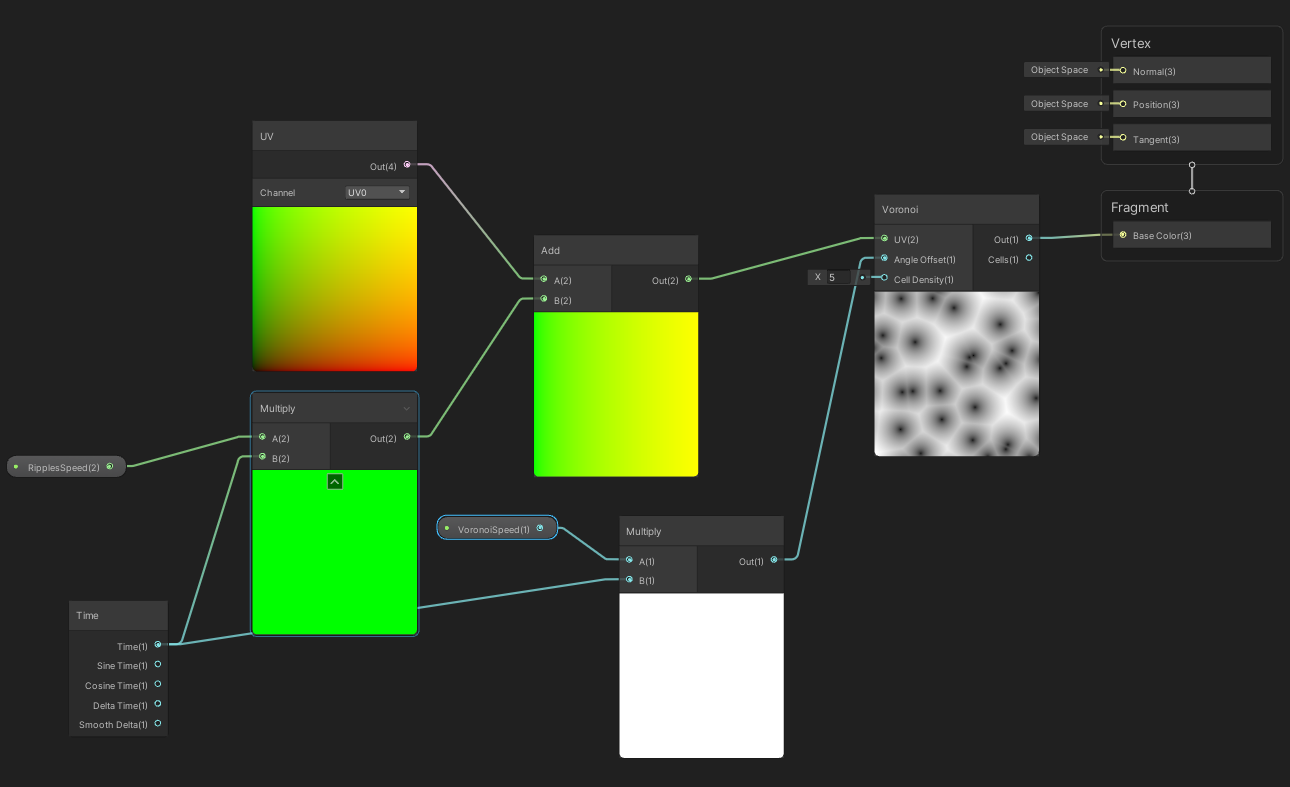 Vertex
Object Space
Normal(3)
Object Space
Position(3)
Object Space
Tangent(3)
Fragment
Base Color(3)
UV
Out(4)
Channel
UV0
Add
A(2)
Out(2)
B(2)
Voronoi
UV(2)
Out(1)
Angle Offset(1)
Cells(1)
X 5
Cell Density(1)
Multiply
A(2)
Out(2)
B(2)
RipplesSpeed(2)
VoronoiSpeed(1)
Multiply
A(1)
Out(1)
B(1)
Time
Time(1)
Sine Time(1)
Cosine Time(1)
Delta Time(1)
Smooth Delta(1)